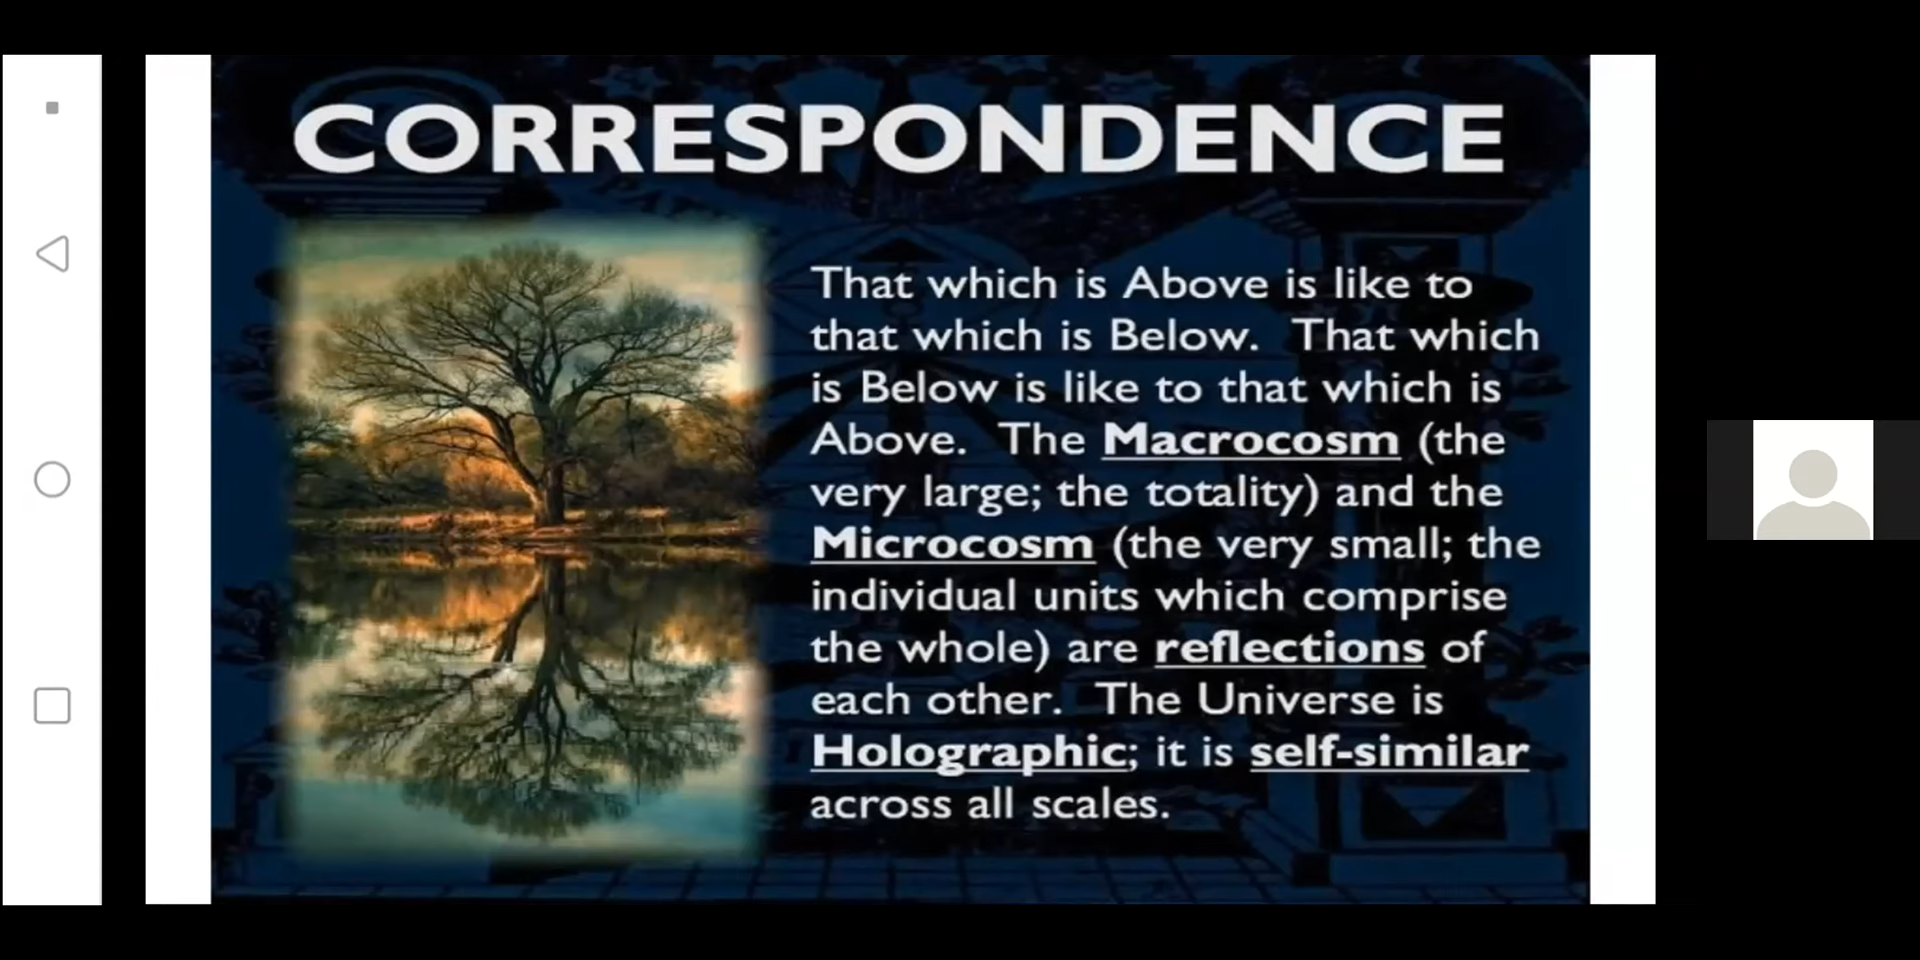 CORRESPONDENCE
That which is Above is like to
that which is Below. That which
is Below is like to that which is
Above. The Macrocosm (the
very large; the totality) and the
Microcosm (the very small; the
individual units which comprise
the whole) are reflections of
each other. The Universe is
Holographic; it is self-similar
across all scales.